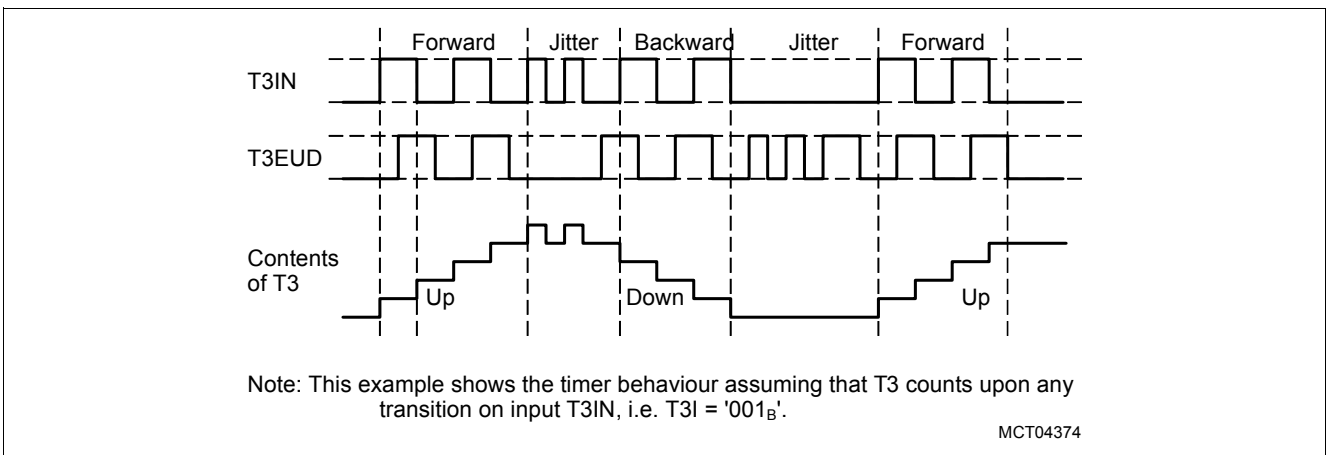 Forward Jitter Backward Jitter Forward
T3IN
T3EUD
Contents
of T3
Up Down Up
Note: This example shows the timer behaviour assuming that T3 counts upon any
transition on input T3IN, i.e. T3I = '001B'.
MCT04374